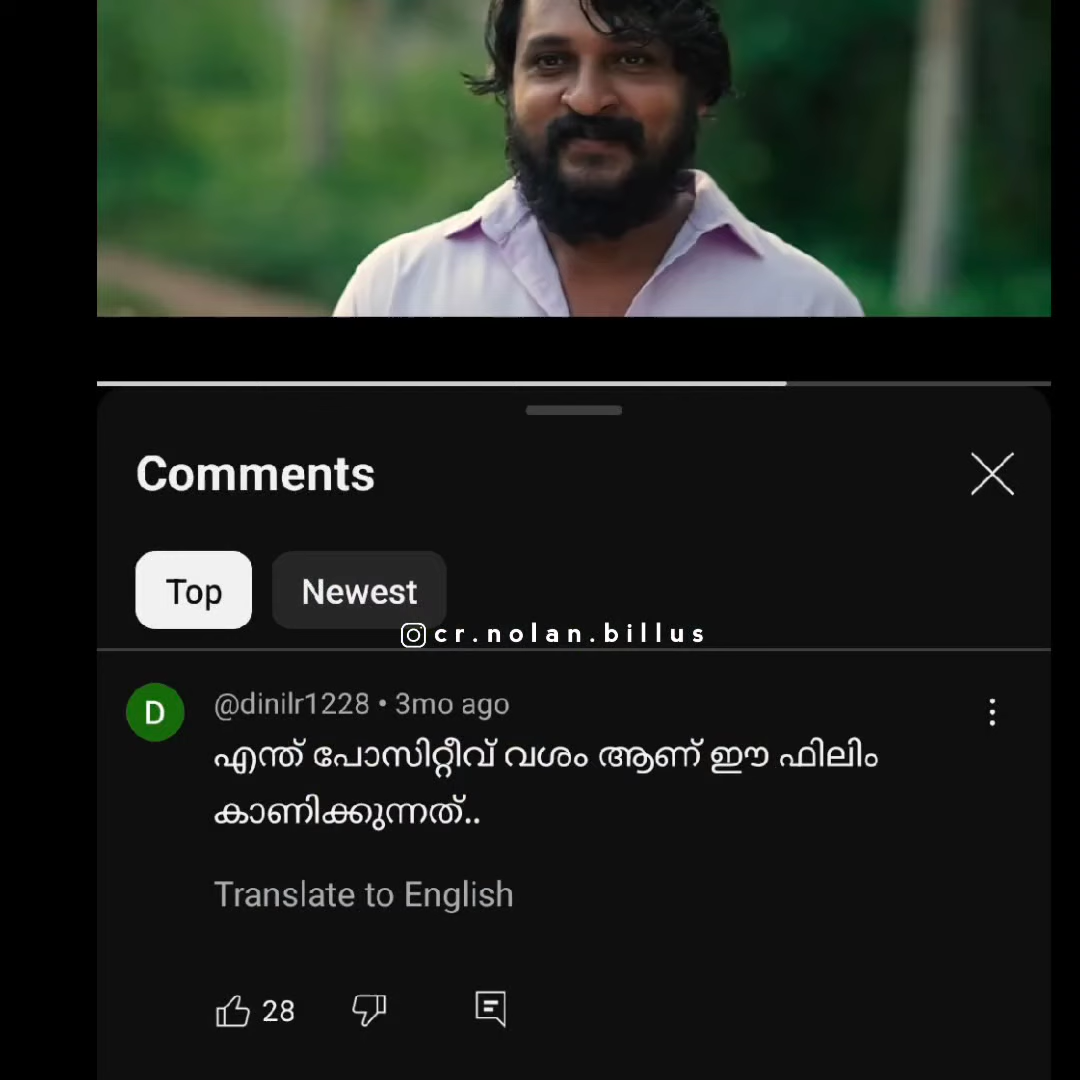 Comments
Top Newest
cr.nolan.billus
D @dinilr1228 • 3mo ago
എന്ത് പോസിറ്റീവ് വശം ആണ് ഈ ഫിലിം
കാണിക്കുന്നത്..
Translate to English
28